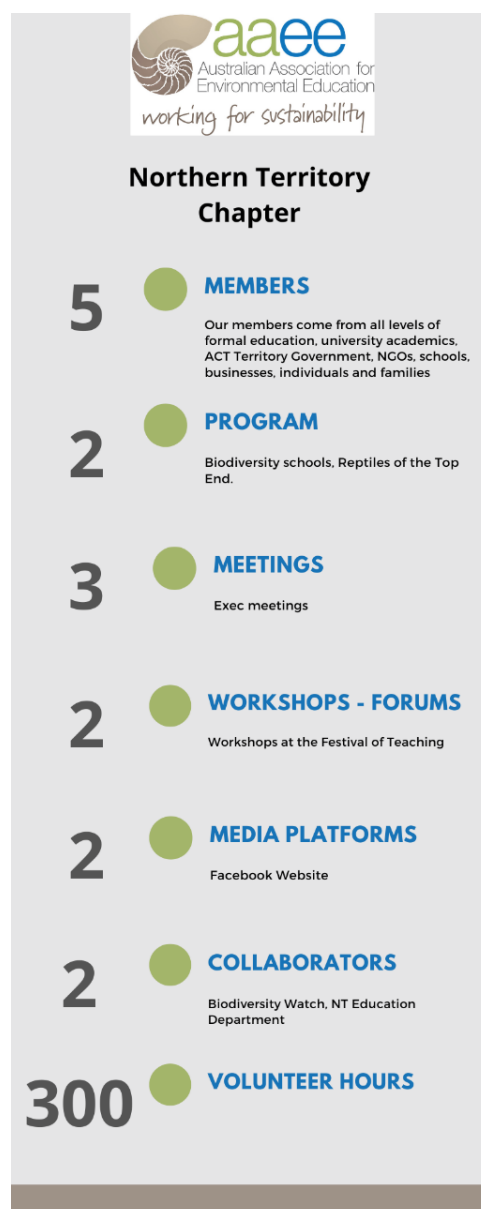 aaee
Australian Association for
Environmental Education
working for sustainability
Northern Territory
Chapter
5
MEMBERS
Our members come from all levels of
formal education, university academics,
ACT Territory Government, NGOs, schools,
businesses, individuals and families
2
PROGRAM
Biodiversity schools, Reptiles of the Top
End.
3
MEETINGS
Exec meetings
2
WORKSHOPS - FORUMS
Workshops at the Festival of Teaching
2
MEDIA PLATFORMS
Facebook Website
2
COLLABORATORS
Biodiversity Watch, NT Education
Department
300
VOLUNTEER HOURS